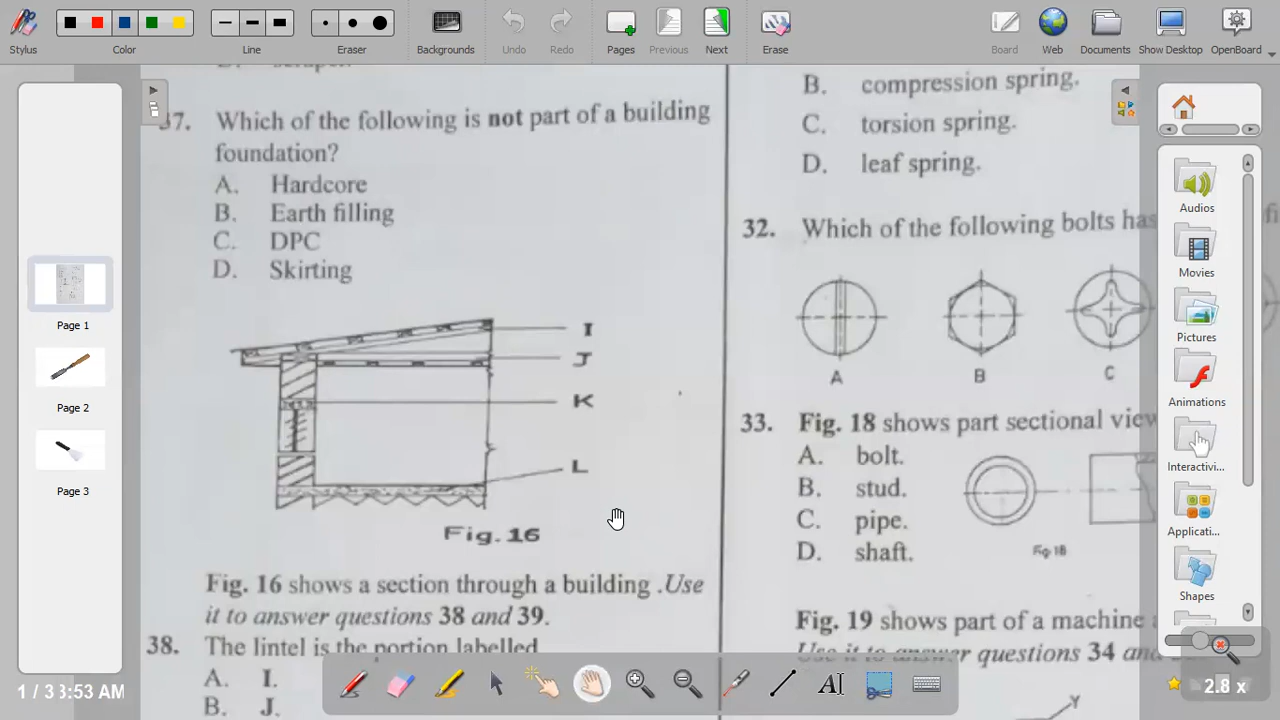 Stylus
Color
Line
Eraser
Backgrounds
Undo
Redo
Pages
Previous
Next
Erase
Board
Web
Documents
Show Desktop
OpenBoard
Page 1
Page 2
Page 3
37. Which of the following is not part of a building
foundation?
A. Hardcore
B. Earth filling
C. DPC
D. Skirting
I
J
K
L
Fig. 16
Fig. 16 shows a section through a building .Use
it to answer questions 38 and 39.
38. The lintel is the portion labelled
A. I.
B. J.
B. compression spring.
C. torsion spring.
D. leaf spring.
32. Which of the following bolts has
A
B
C
33. Fig. 18 shows part sectional view
A. bolt.
B. stud.
C. pipe.
D. shaft.
Fig 18
Fig. 19 shows part of a machine
Use it to answer questions 34 and
Y
Audios
Movies
Pictures
Animations
Interactivi...
Applicati...
Shapes
1 / 3
3:53 AM
2.8 x